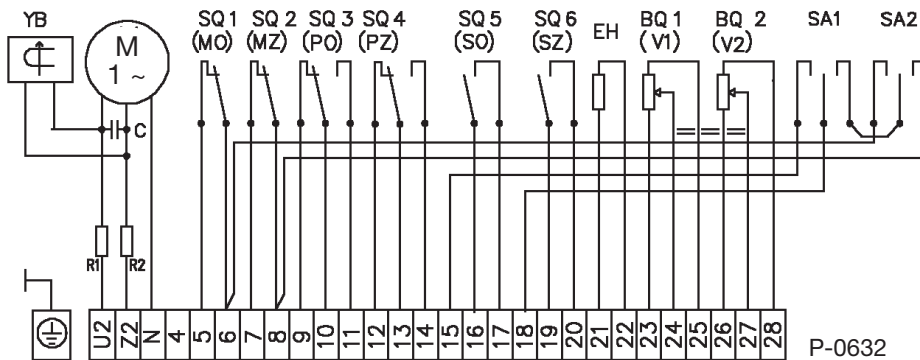 YB
M
1 ~
C
R1
R2
SQ 1
(MO)
SQ 2
(MZ)
SQ 3
(PO)
SQ 4
(PZ)
SQ 5
(SO)
SQ 6
(SZ)
EH
BQ 1
(V1)
BQ 2
(V2)
SA1
SA2
U2 Z2 N 4 5 6 7 8 9 10 11 12 13 14 15 16 17 18 19 20 21 22 23 24 25 26 27 28
P-0632